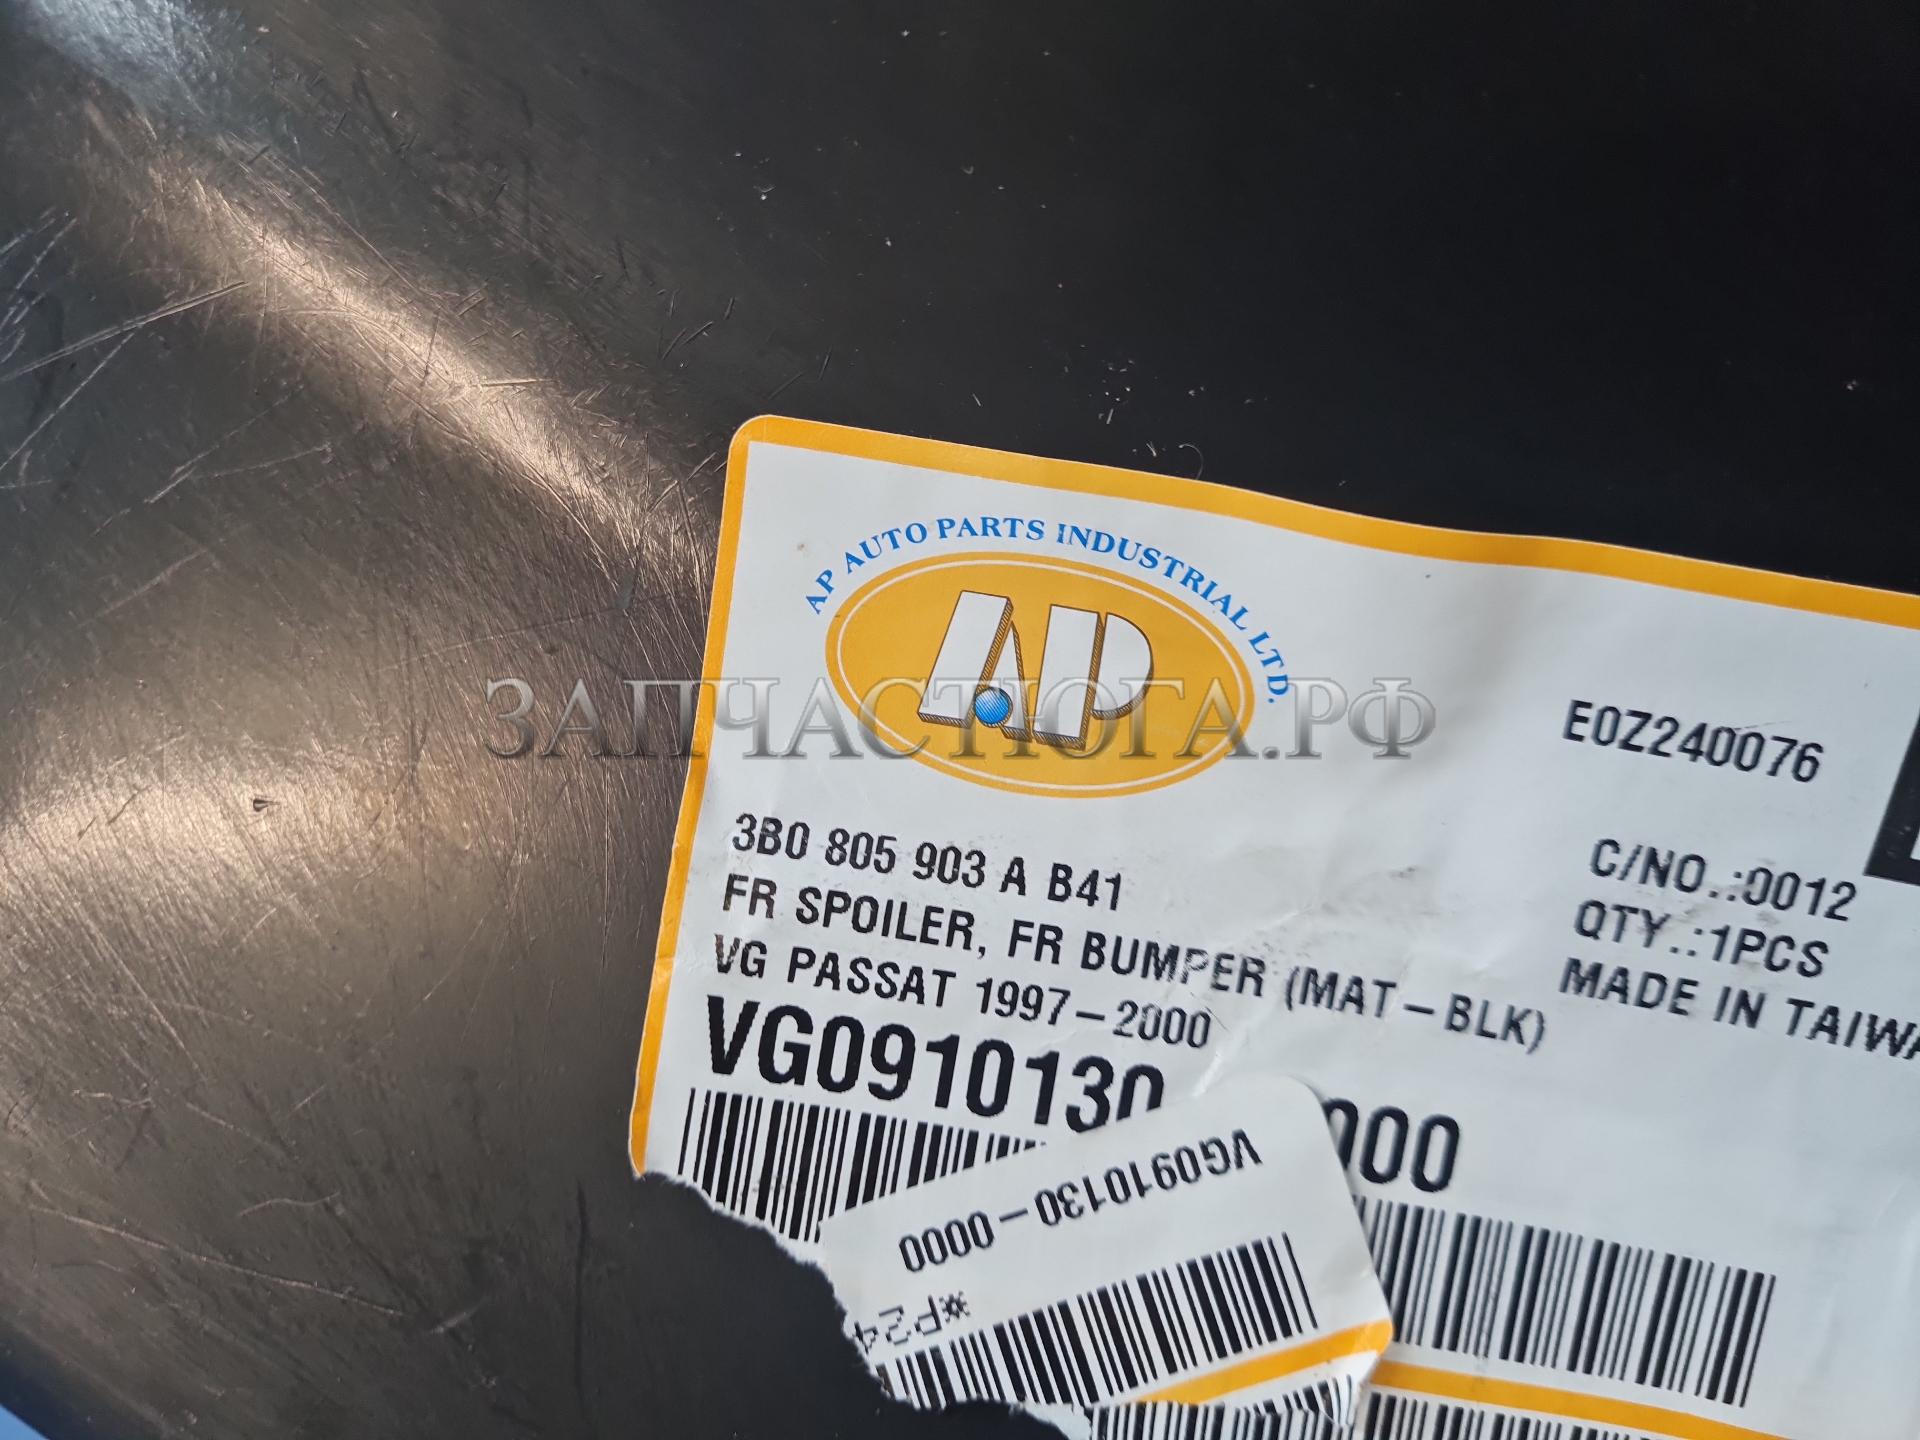 AP AUTO PARTS INDUSTRIAL LTD.
AP
ЗАПЧАСТЮГА.РФ
E0Z240076
3B0 805 903 A B41
C/NO.:0012
FR SPOILER, FR BUMPER (MAT-BLK)
QTY.:1PCS
VG PASSAT 1997-2000
MADE IN
VG0910130
000
VG0910130-0000
*P24